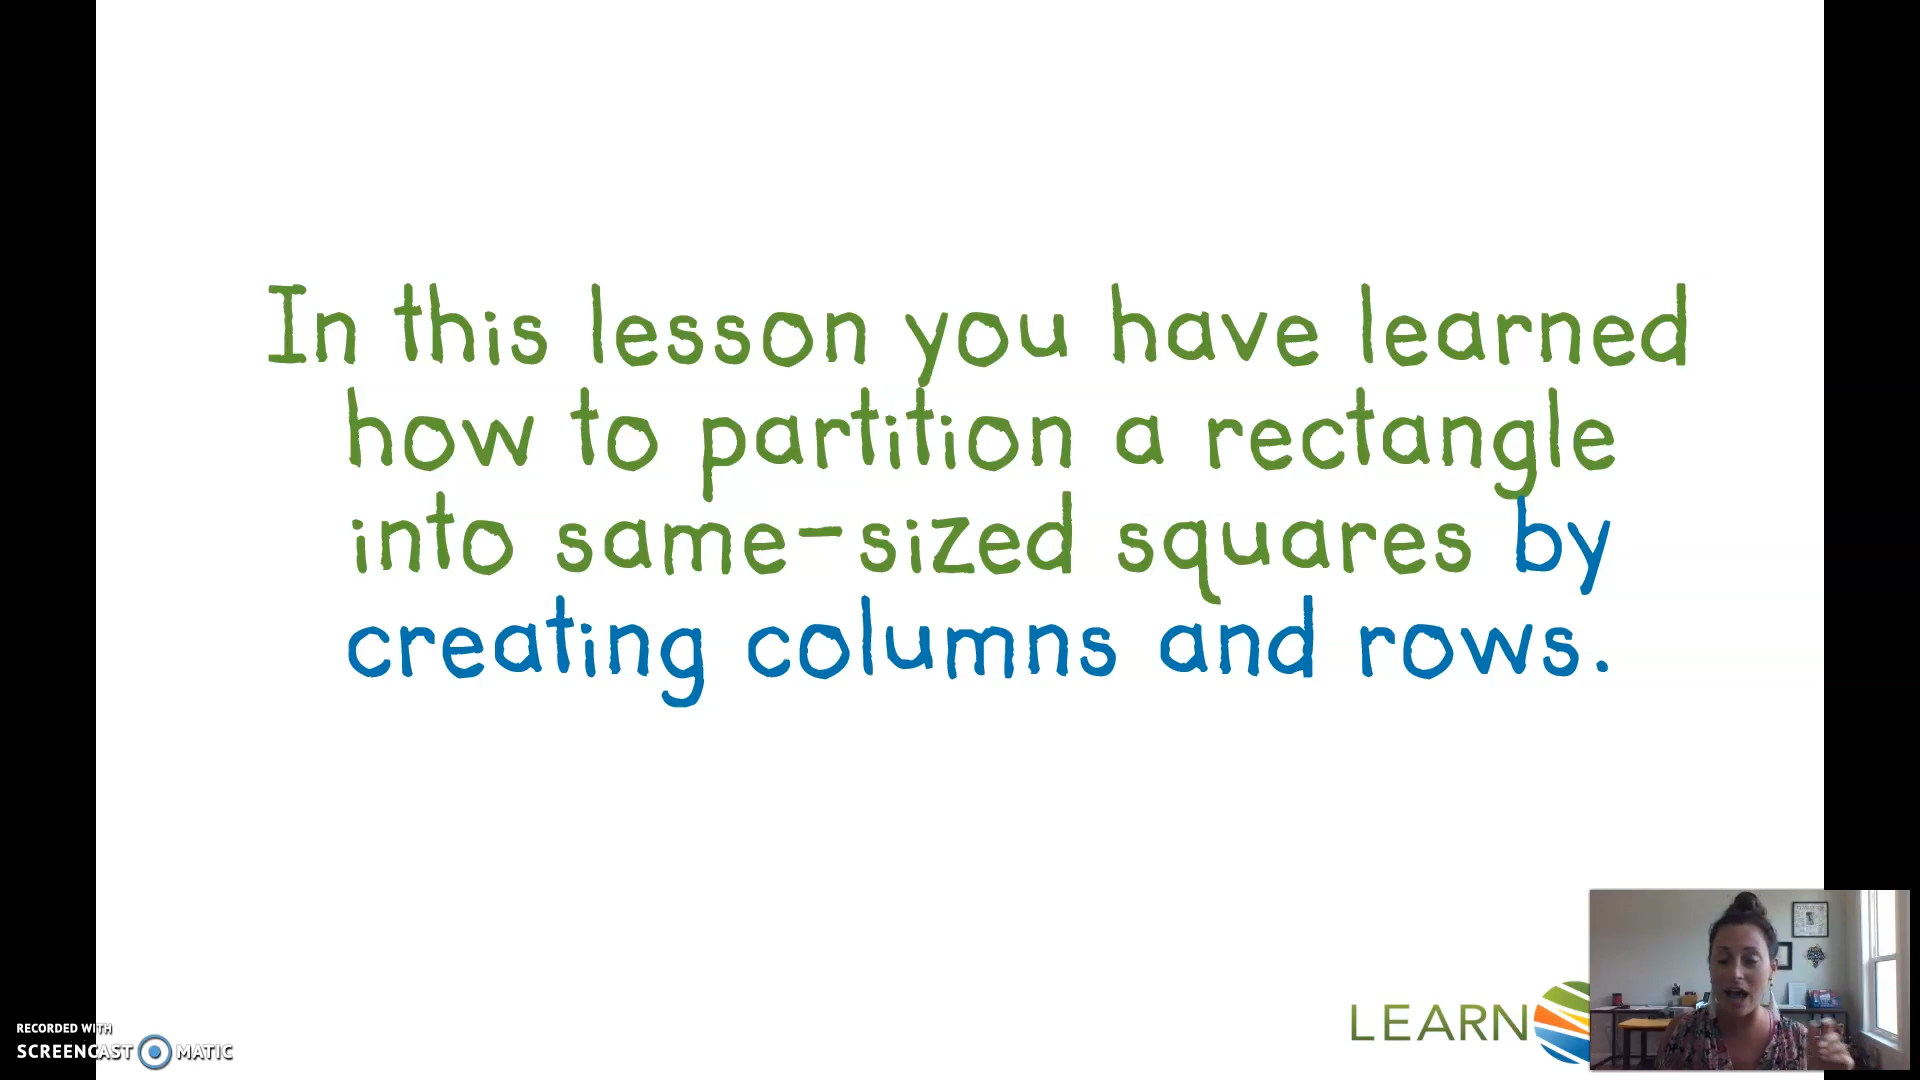 In this lesson you have learned
how to partition a rectangle
into same-sized squares by
creating columns and rows.
LEARN
RECORDED WITH
SCREENCAST MATIC